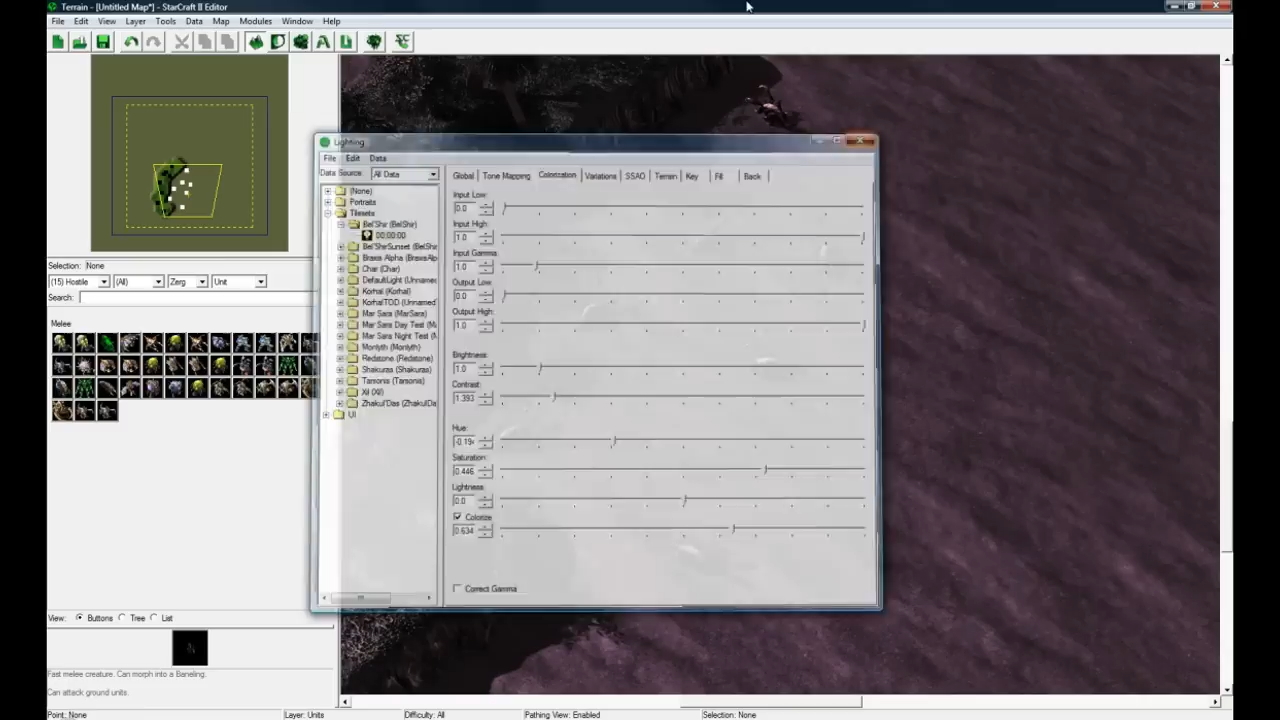 Terrain - [Untitled Map*] - StarCraft II Editor
File Edit View Layer Tools Data Map Modules Window Help
Selection: None
(15) Hostile (All) Zerg Unit
Search:
Melee
View: Buttons Tree List
Fast melee creature. Can morph into a Baneling.
Can attack ground units.
Point: None Layer: Units Difficulty: All Pathing View: Enabled Selection: None
Lighting
File Edit Data
Data Source: All Data
(None)
Portraits
Tilesets
Bel'Shir (BelShir)
00:00:00
Bel'ShirSunset (BelShir
Braxis Alpha (BraxisAlp
Char (Char)
DefaultLight (Unnamed
Korhal (Korhal)
KorhalTOD (Unnamed
Mar Sara (MarSara)
Mar Sara Day Test (M
Mar Sara Night Test (M
Monlyth (Monlyth)
Redstone (Redstone)
Shakuras (Shakuras)
Tarsonis (Tarsonis)
Xil (Xil)
Zhakul'Das (ZhakulDa
UI
Global Tone Mapping Colorization Variations SSAO Terrain Key Fill Back
Input Low:
0.0
Input High:
1.0
Input Gamma:
1.0
Output Low:
0.0
Output High:
1.0
Brightness:
1.0
Contrast:
1.393
Hue:
-0.19
Saturation:
0.446
Lightness:
0.0
Colorize
0.634
Correct Gamma